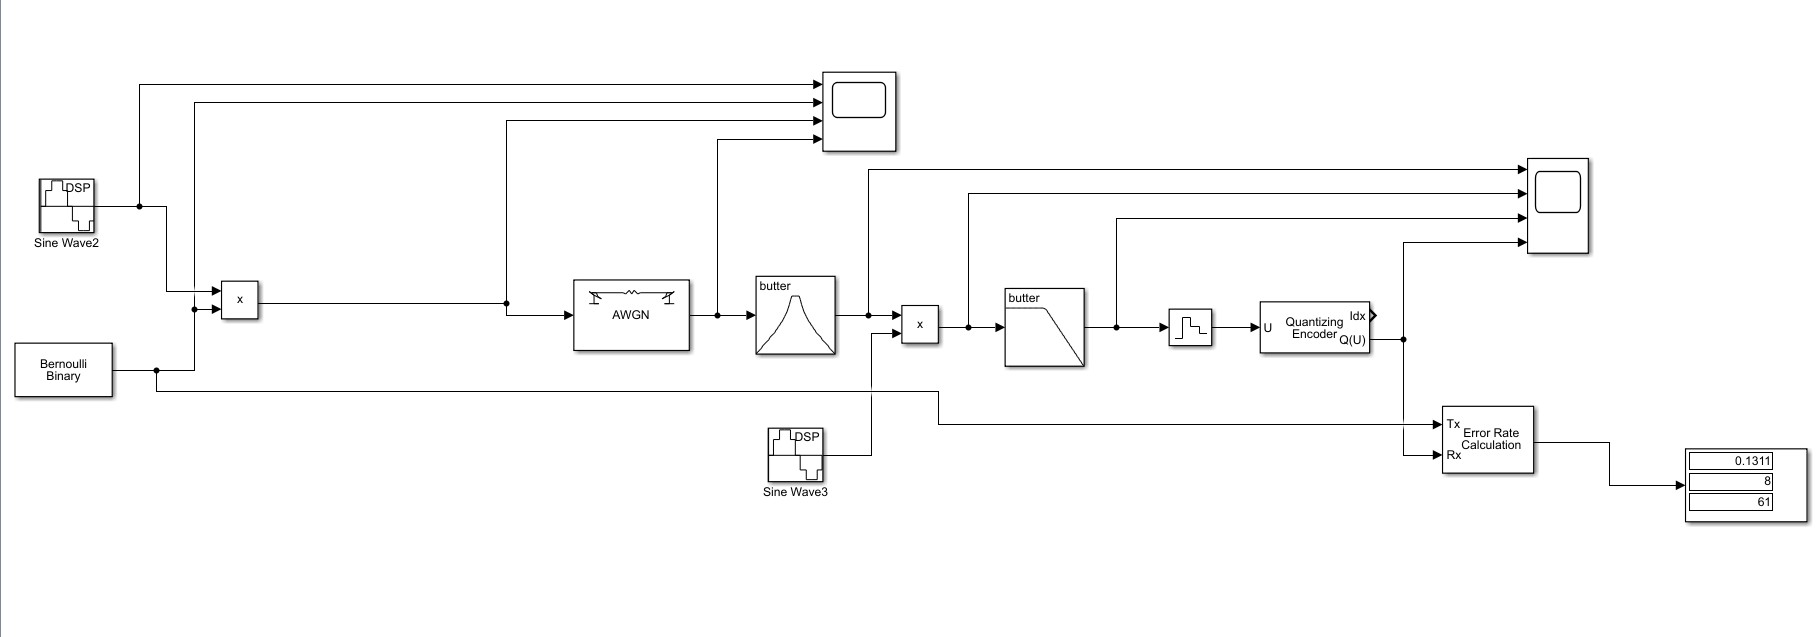 DSP
Sine Wave2
x
Bernoulli
Binary
AWGN
butter
x
DSP
Sine Wave3
butter
U
Quantizing
Encoder
Idx
Q(U)
Tx
Error Rate
Calculation
Rx
0.1311
8
61